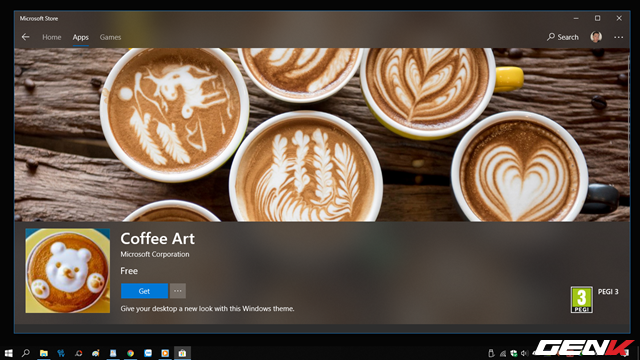 Microsoft Store
Home Apps Games Search
Coffee Art
Microsoft Corporation
Free
Get ...
Give your desktop a new look with this Windows theme.
3
PEGI
PEGI 3
GENK